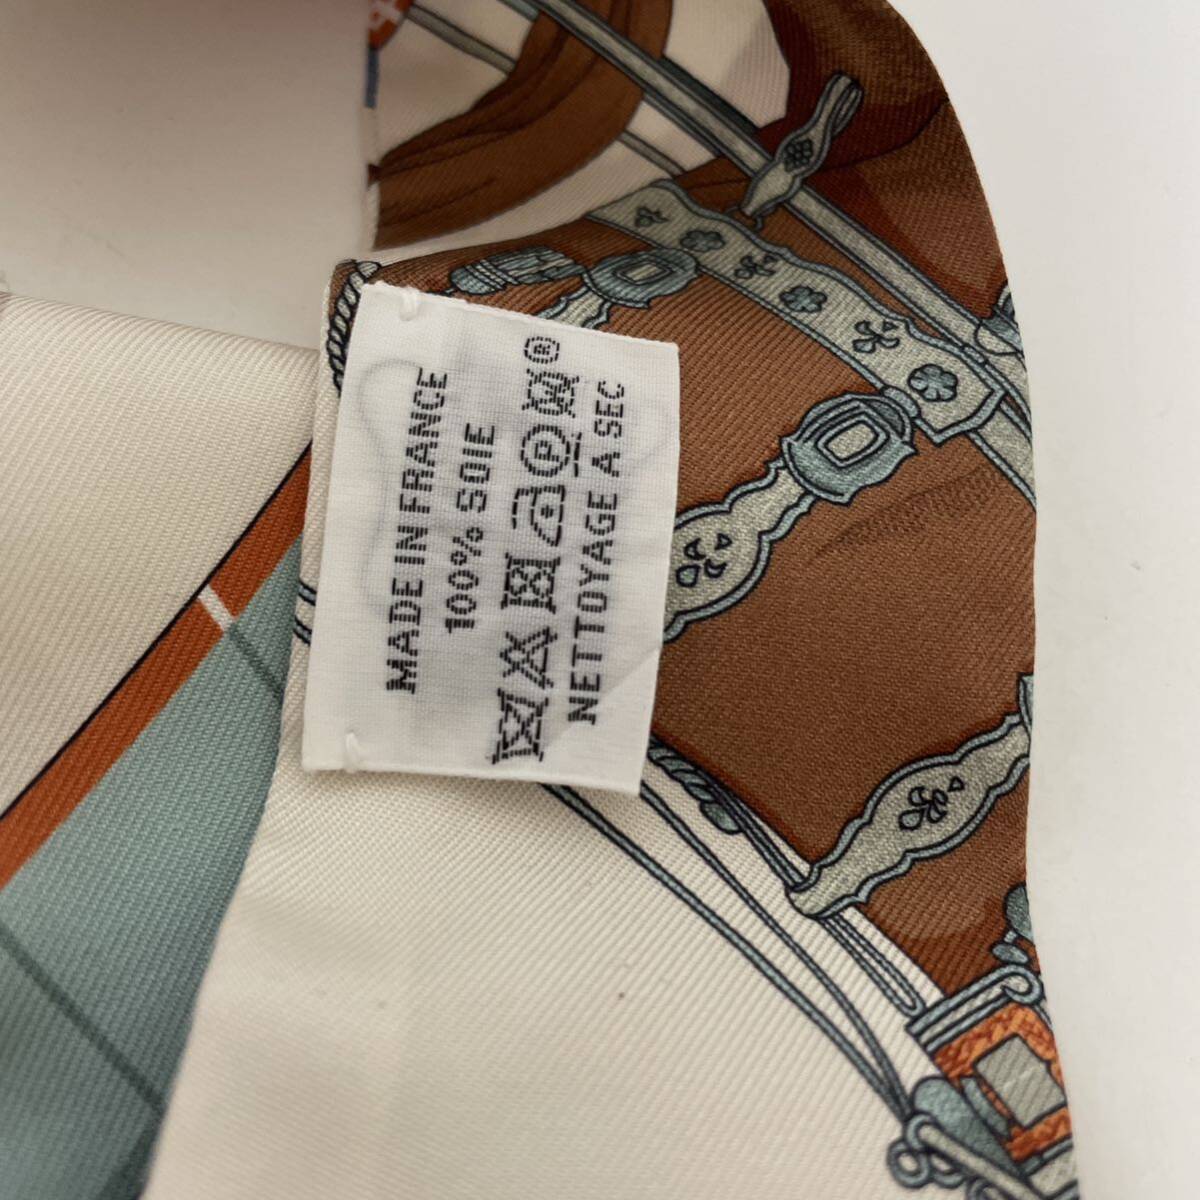 MADE IN FRANCE
100% SOIE
P W ®
NETTOYAGE A SEC